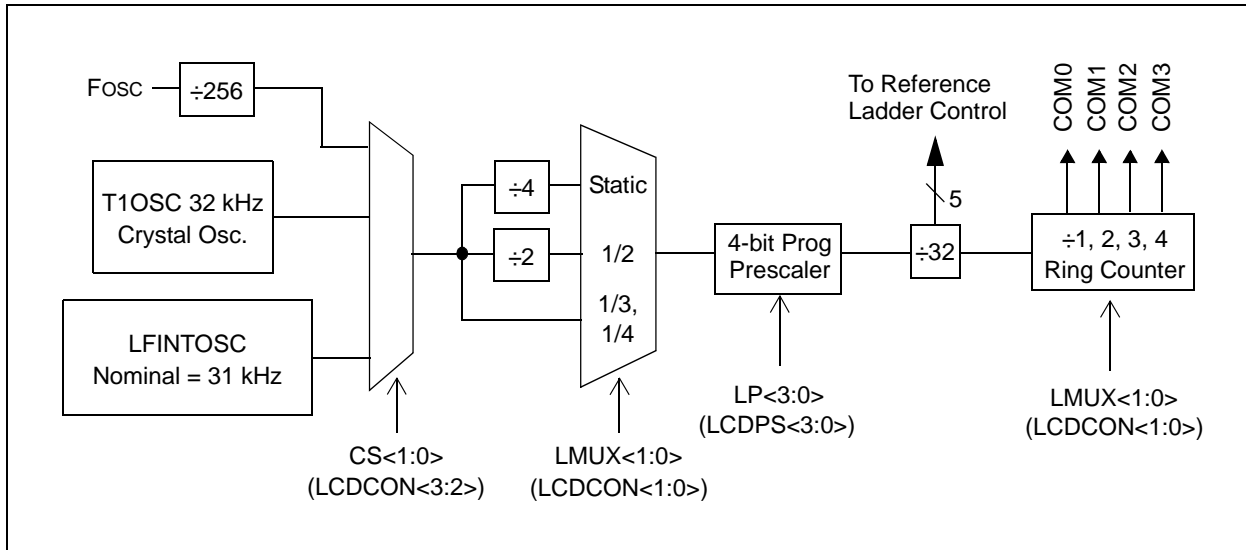 FOSC
÷256
T1OSC 32 kHz
Crystal Osc.
LFINTOSC
Nominal = 31 kHz
CS<1:0>
(LCDCON<3:2>)
÷4
÷2
Static
1/2
1/3,
1/4
LMUX<1:0>
(LCDCON<1:0>)
4-bit Prog
Prescaler
LP<3:0>
(LCDPS<3:0>)
To Reference
Ladder Control
5
÷32
COM0
COM1
COM2
COM3
÷1, 2, 3, 4
Ring Counter
LMUX<1:0>
(LCDCON<1:0>)